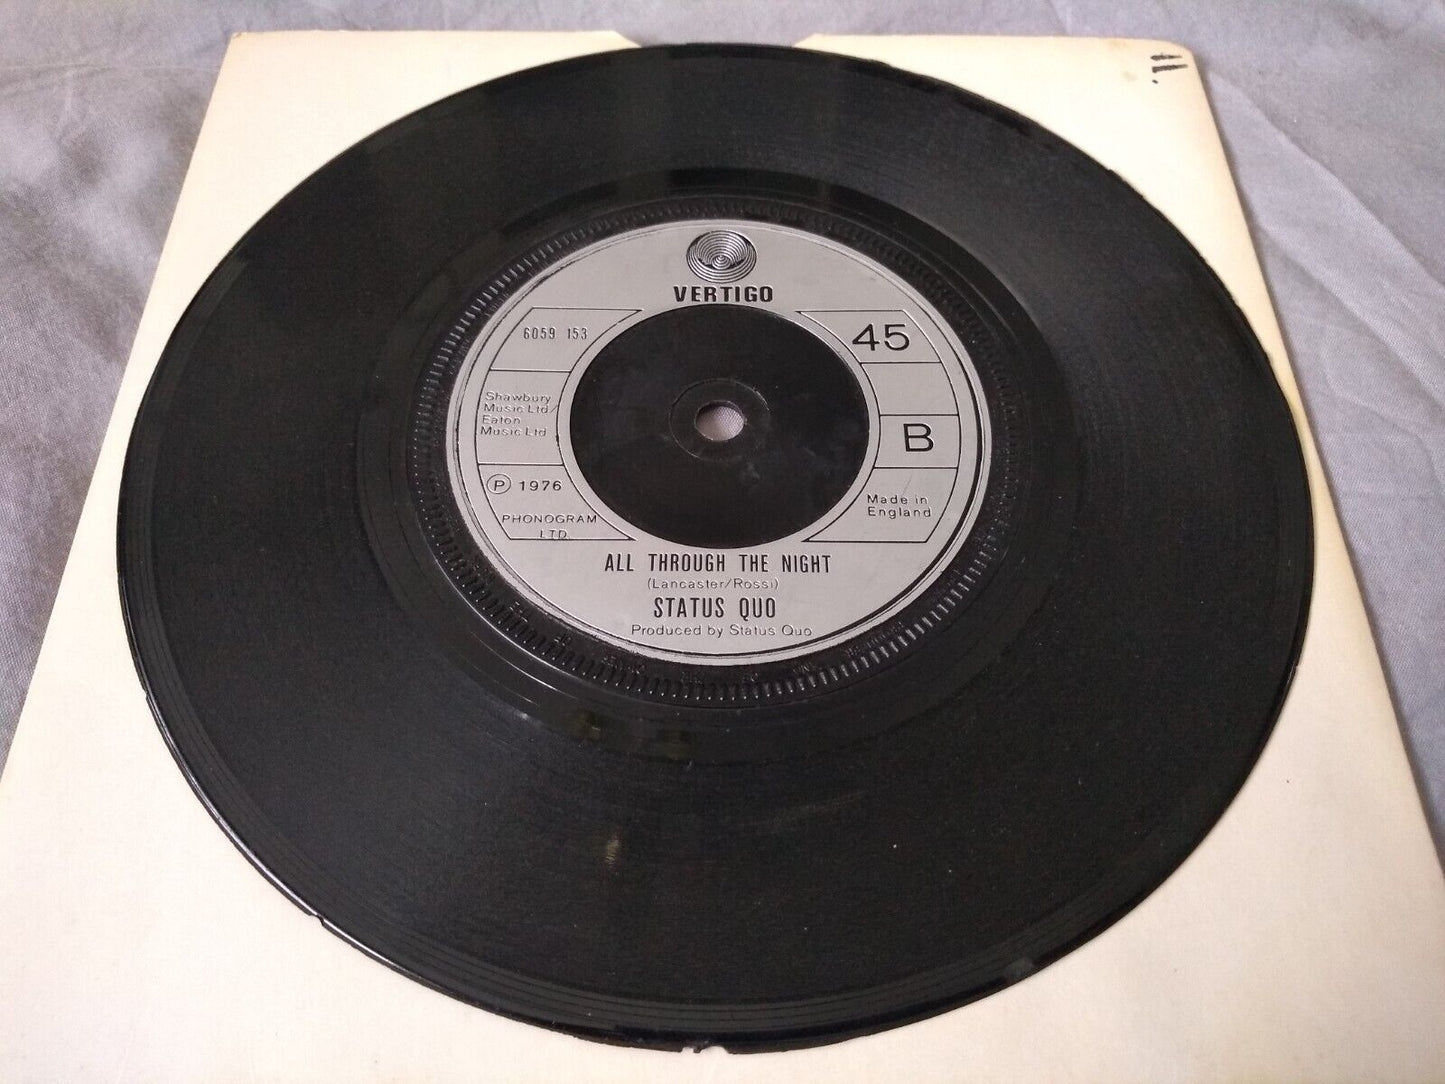 VERTIGO
6059 153
45
Shawbury
Music Ltd/
Eaton
Music Ltd
B
Ⓟ 1976
PHONOGRAM
LTD.
Made in
England
ALL THROUGH THE NIGHT
(Lancaster/Rossi)
STATUS QUO
Produced by Status Quo